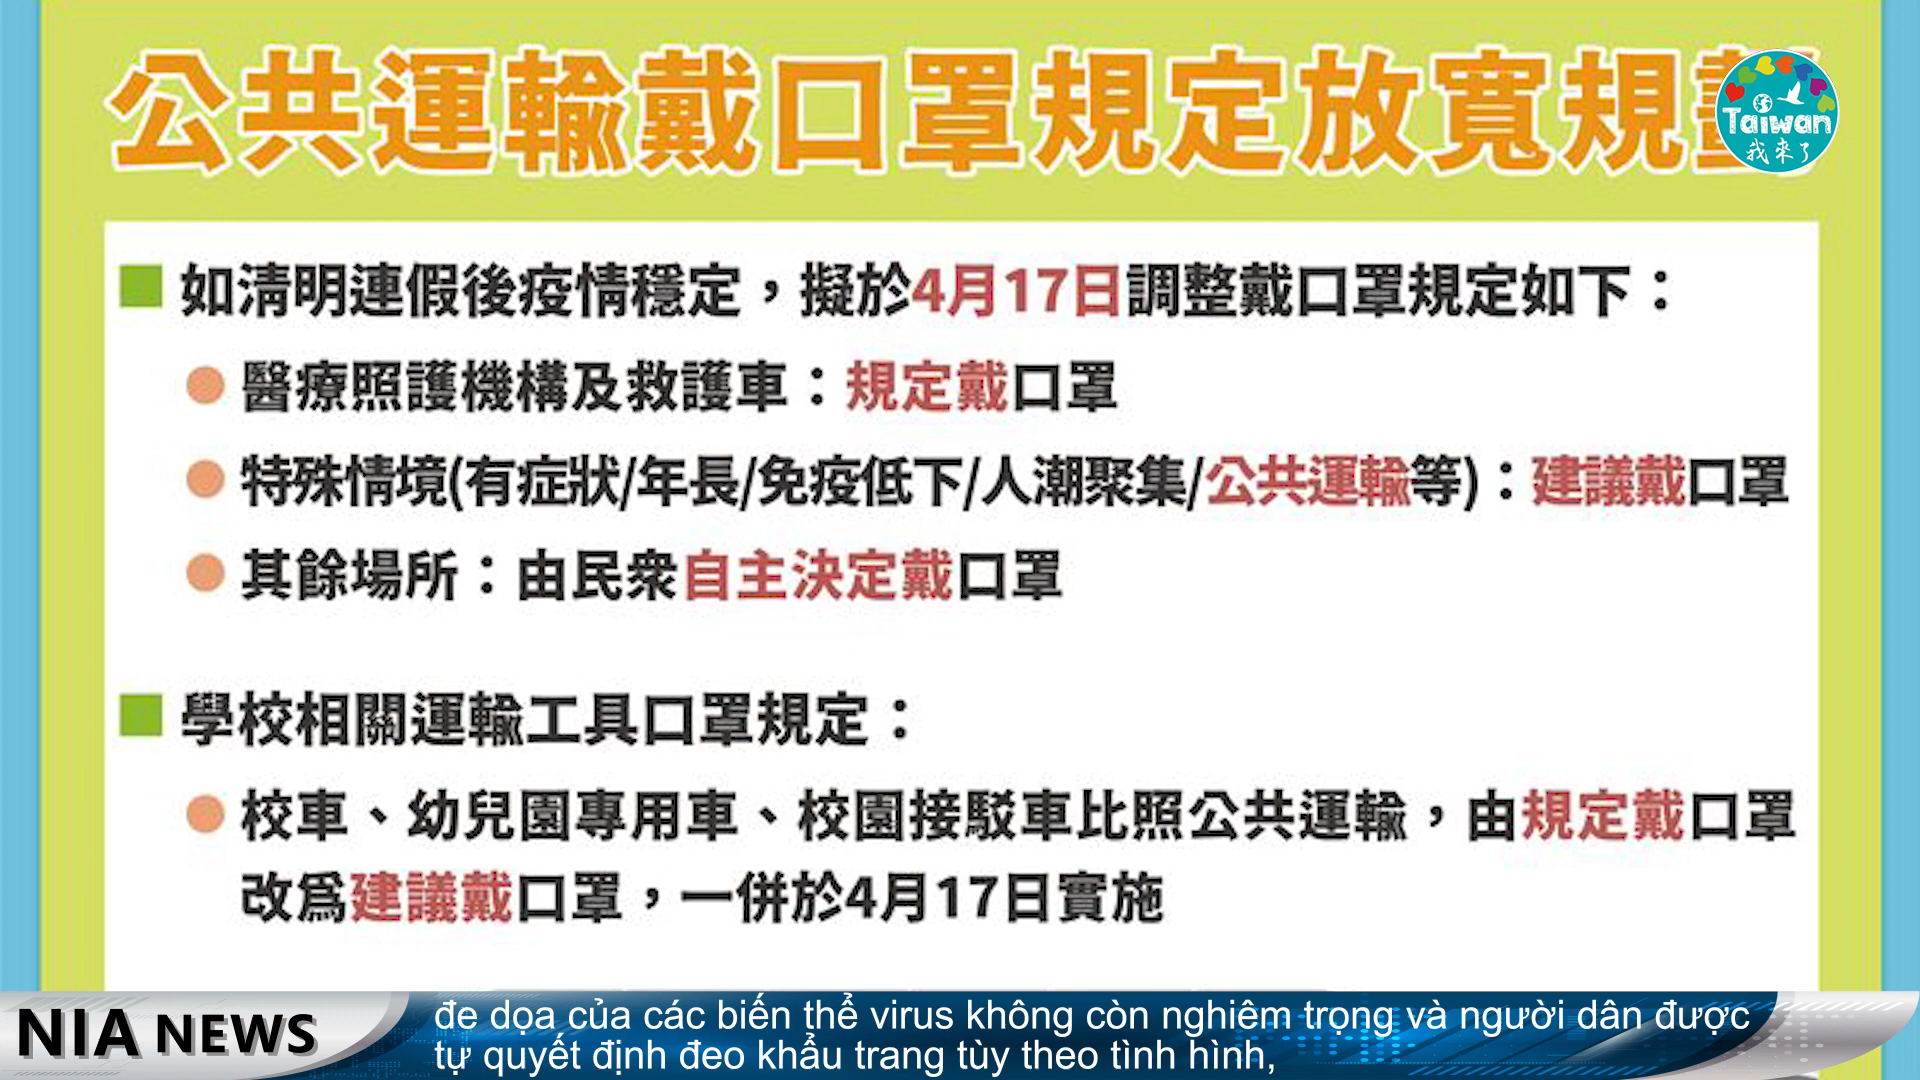 公共運輸戴口罩規定放寬規
Taiwan
我來了
如清明連假後疫情穩定，擬於4月17日調整戴口罩規定如下：
醫療照護機構及救護車：規定戴口罩
特殊情境(有症狀/年長/免疫低下/人潮聚集/公共運輸等)：建議戴口罩
其餘場所：由民眾自主決定戴口罩
學校相關運輸工具口罩規定：
校車、幼兒園專用車、校園接駁車比照公共運輸，由規定戴口罩
改為建議戴口罩，一併於4月17日實施
NIA NEWS
đe dọa của các biến thể virus không còn nghiêm trọng và người dân được
tự quyết định đeo khẩu trang tùy theo tình hình,